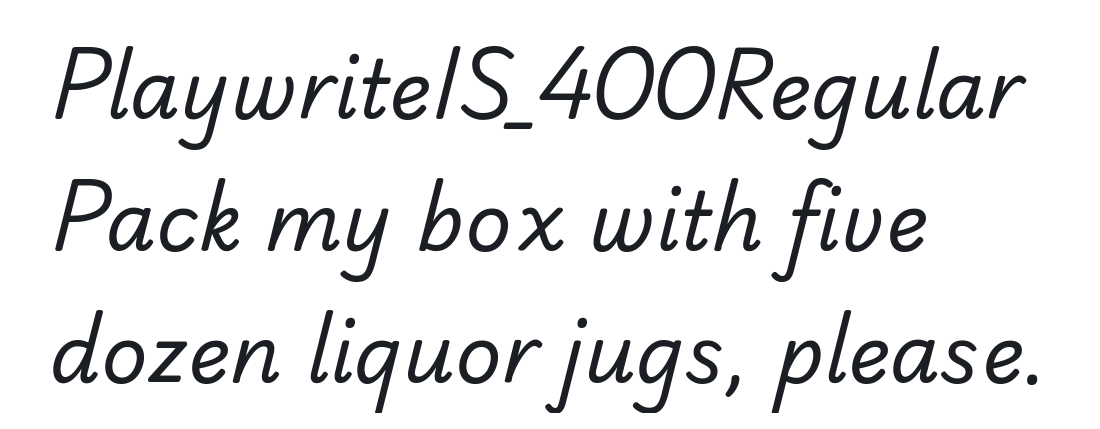 PlaywriteIS_400Regular
Pack my box with five
dozen liquor jugs, please.